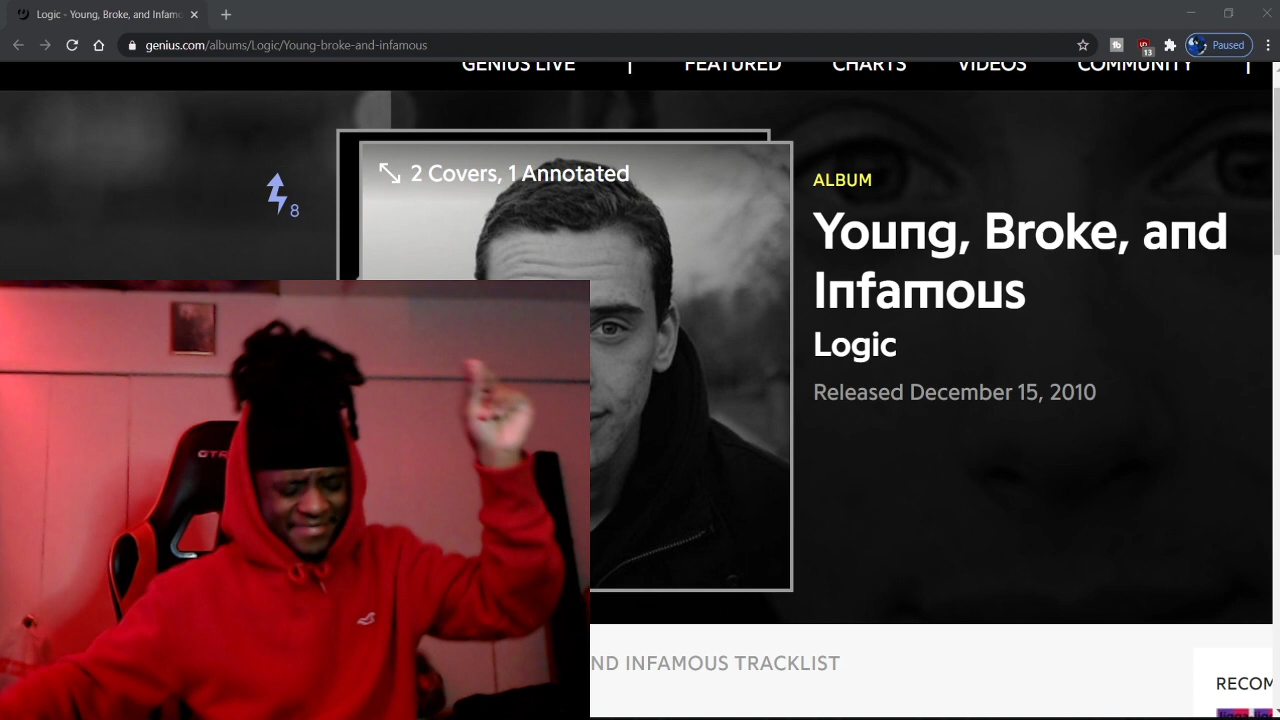 Logic - Young, Broke, and Infam
genius.com/albums/Logic/Young-broke-and-infamous
13
Paused
GENIUS LIVE | FEATURED CHARTS VIDEOS COMMUNITY |
2 Covers, 1 Annotated
8
ALBUM
Young, Broke, and
Infamous
Logic
Released December 15, 2010
GTR
ND INFAMOUS TRACKLIST
RECOM